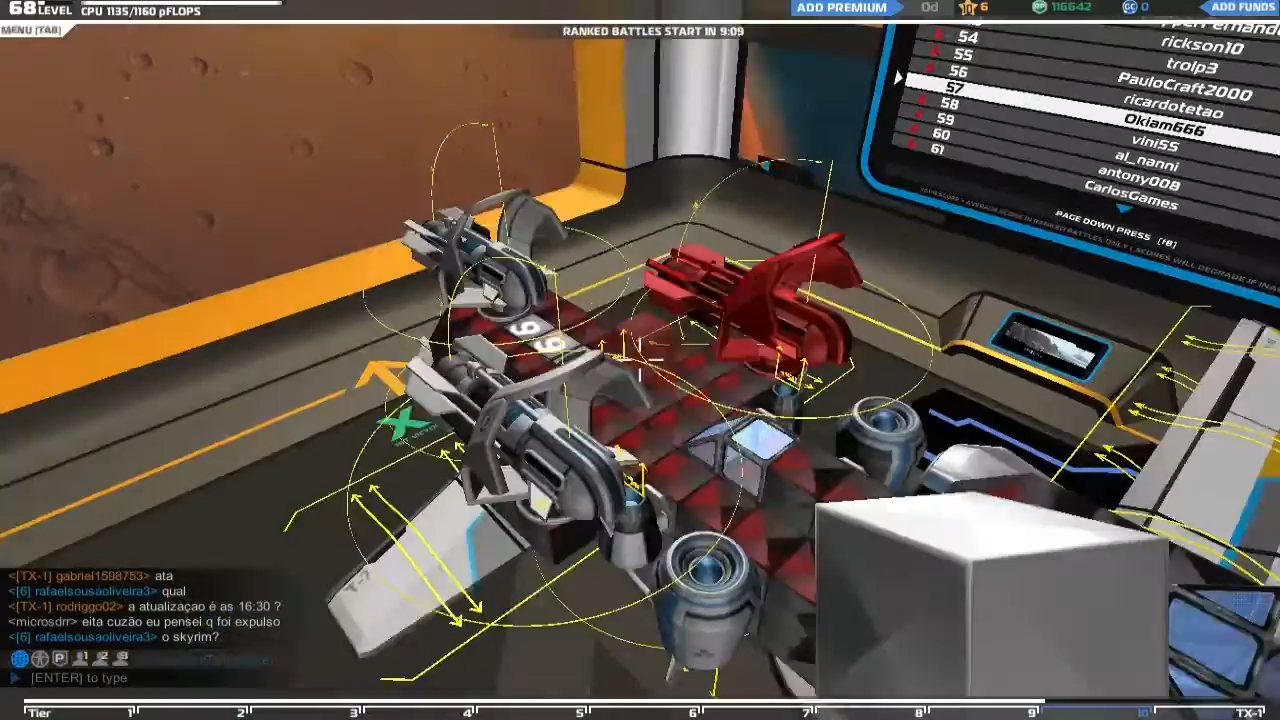 68 LEVEL CPU 1135/1160 pFLOPS
ADD PREMIUM 0d 6 RP 116642 GC 0 ADD FUNDS
MENU (TAB)
RANKED BATTLES START IN 9:09
54 rickson10
55 trolp3
56 PauloCraft2000
57 ricardotetao
58 Okiam666
59 vini55
60 al_nanni
61 antony008
CarlosGames
PAGE DOWN PRESS [FB]
<[TX-1] gabriel1598753> ata
<[6] rafaelsousaoliveira3> qual
<[TX-1] rodriggo02> a atualizaçao é as 16:30 ?
<microsdrr> eita cuzão eu pensei q foi expulso
<[6] rafaelsousaoliveira3> o skyrim?
[ENTER] to type
Tier 1 2 3 4 5 6 7 8 9 10 TX-1